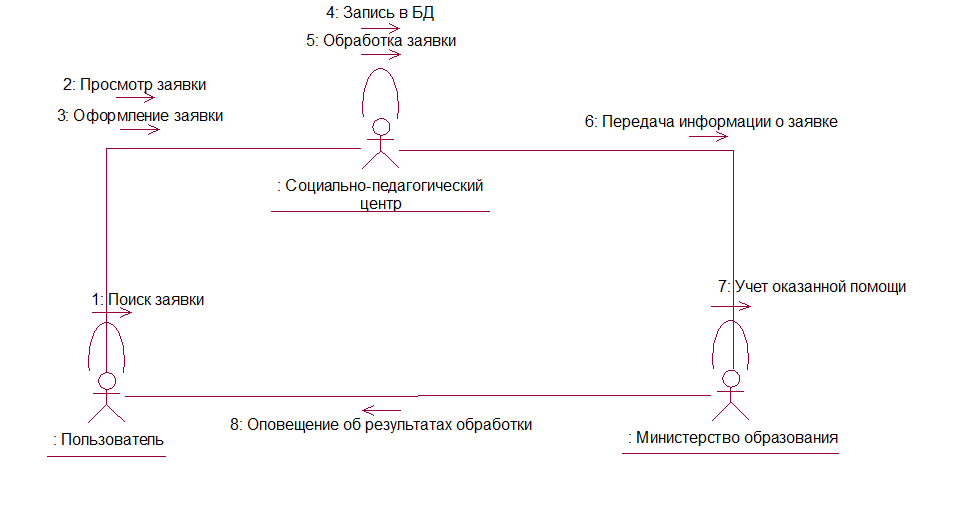 4: Запись в БД
5: Обработка заявки
2: Просмотр заявки
3: Оформление заявки
6: Передача информации о заявке
: Социально-педагогический
центр
1: Поиск заявки
7: Учет оказанной помощи
8: Оповещение об результатах обработки
: Пользователь
: Министерство образования